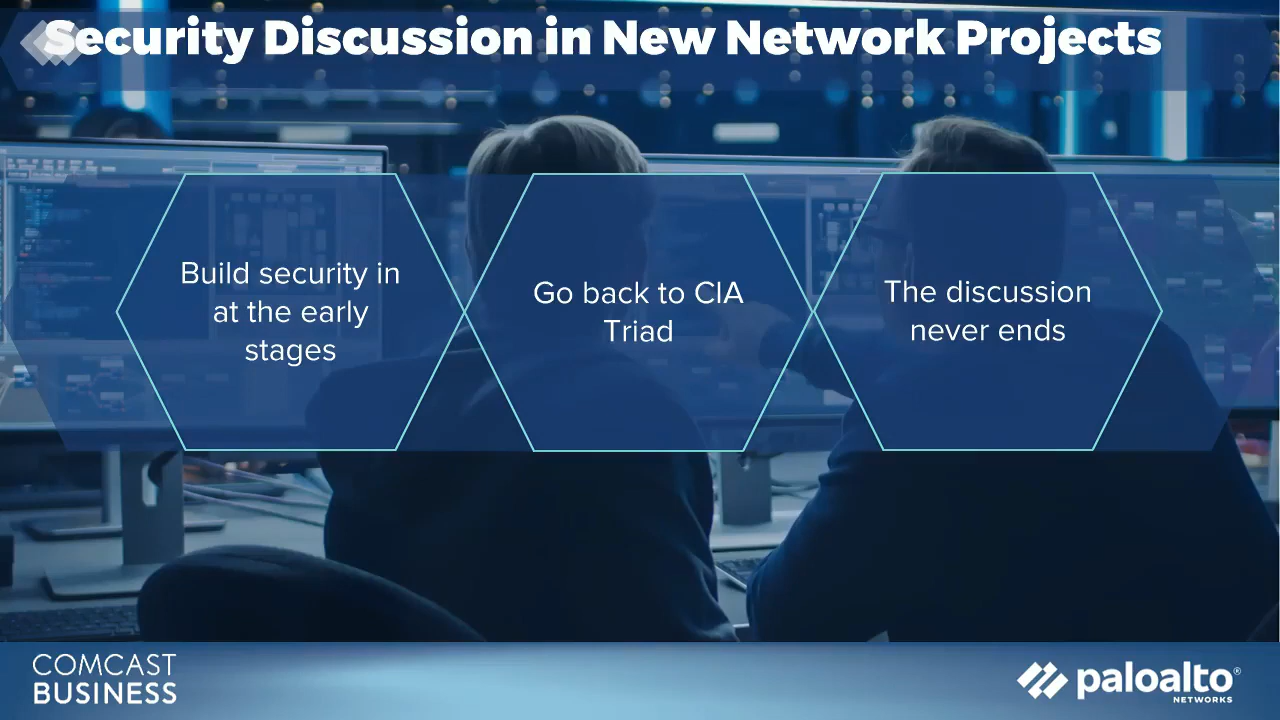 Security Discussion in New Network Projects
Build security in
at the early
stages
Go back to CIA
Triad
The discussion
never ends
COMCAST
BUSINESS
paloalto®
NETWORKS